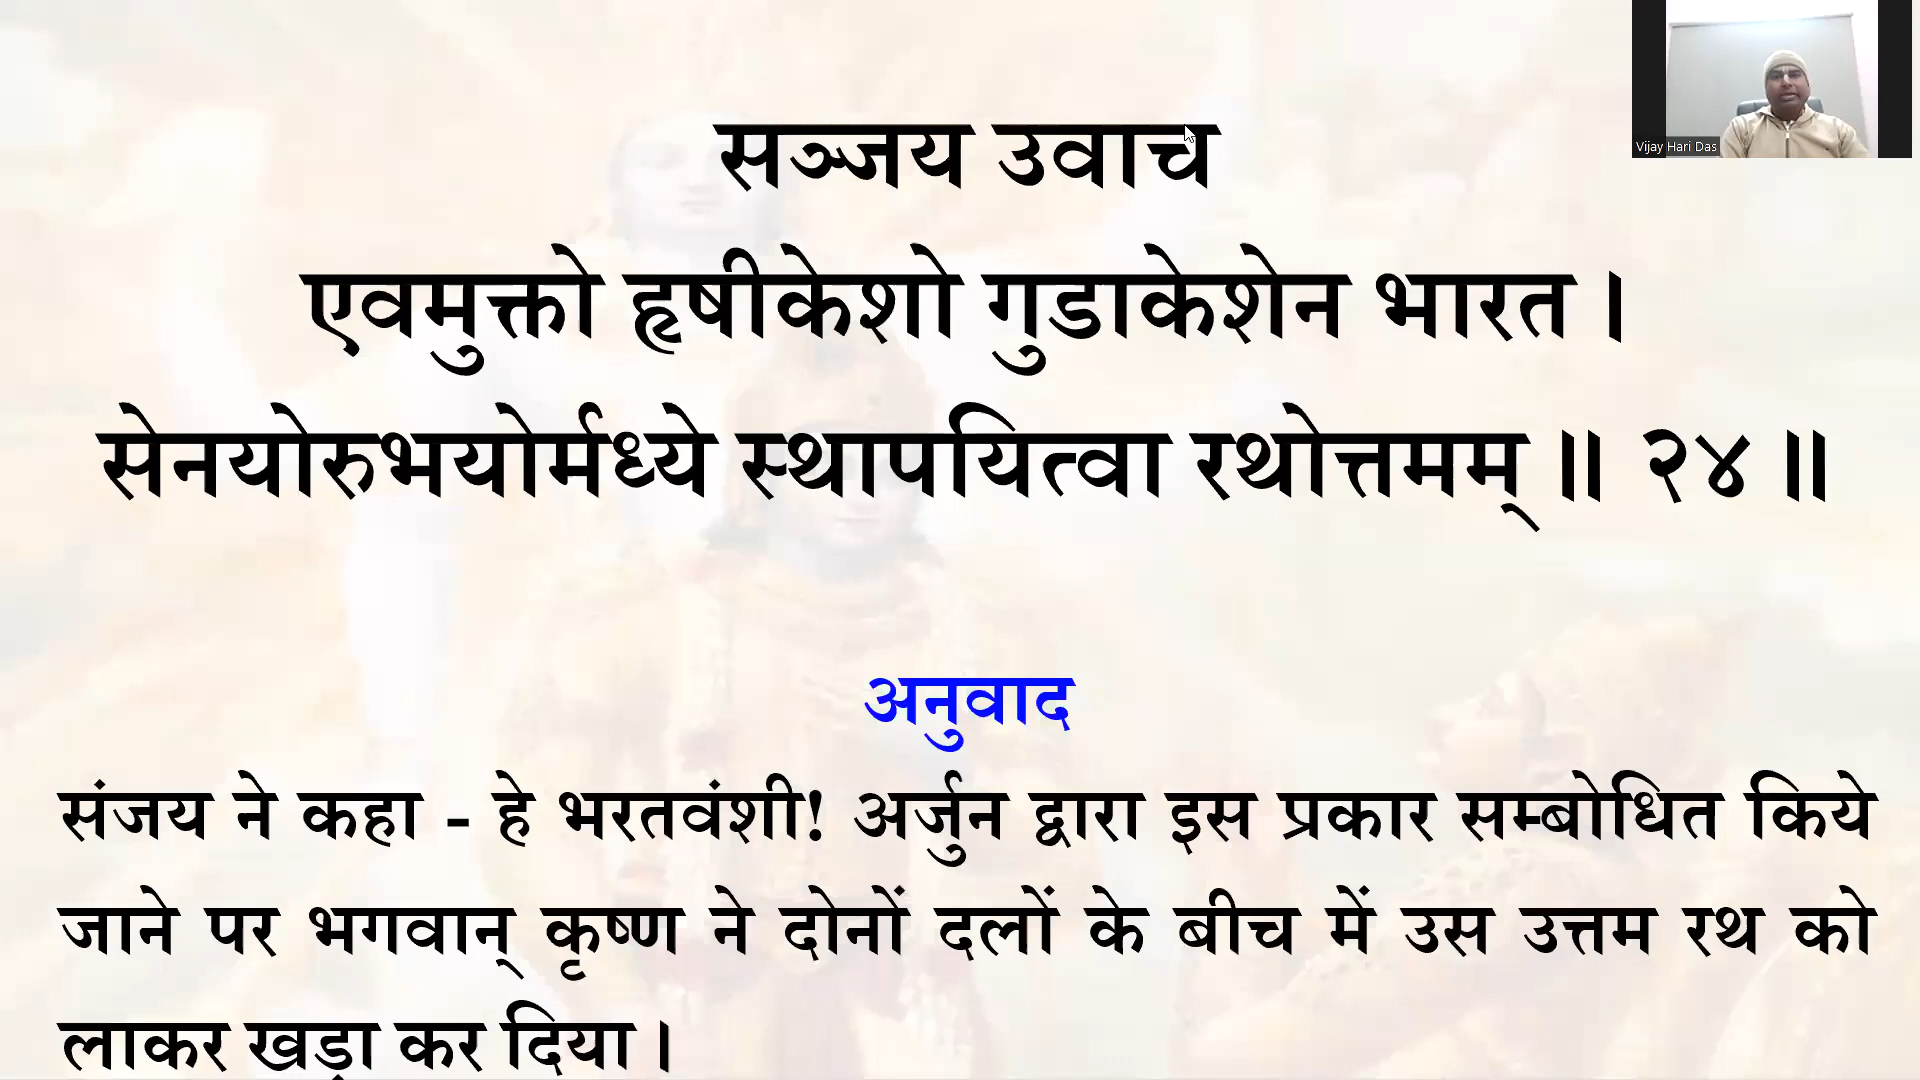 सञ्जय उवाच
एवमुक्तो हृषीकेशो गुडाकेशेन भारत ।
सेनयोरुभयोर्मध्ये स्थापयित्वा रथोत्तमम् ॥ २४ ॥
अनुवाद
संजय ने कहा - हे भरतवंशी! अर्जुन द्वारा इस प्रकार सम्बोधित किये
जाने पर भगवान् कृष्ण ने दोनों दलों के बीच में उस उत्तम रथ को
लाकर खड़ा कर दिया ।
Vijay Hari Das